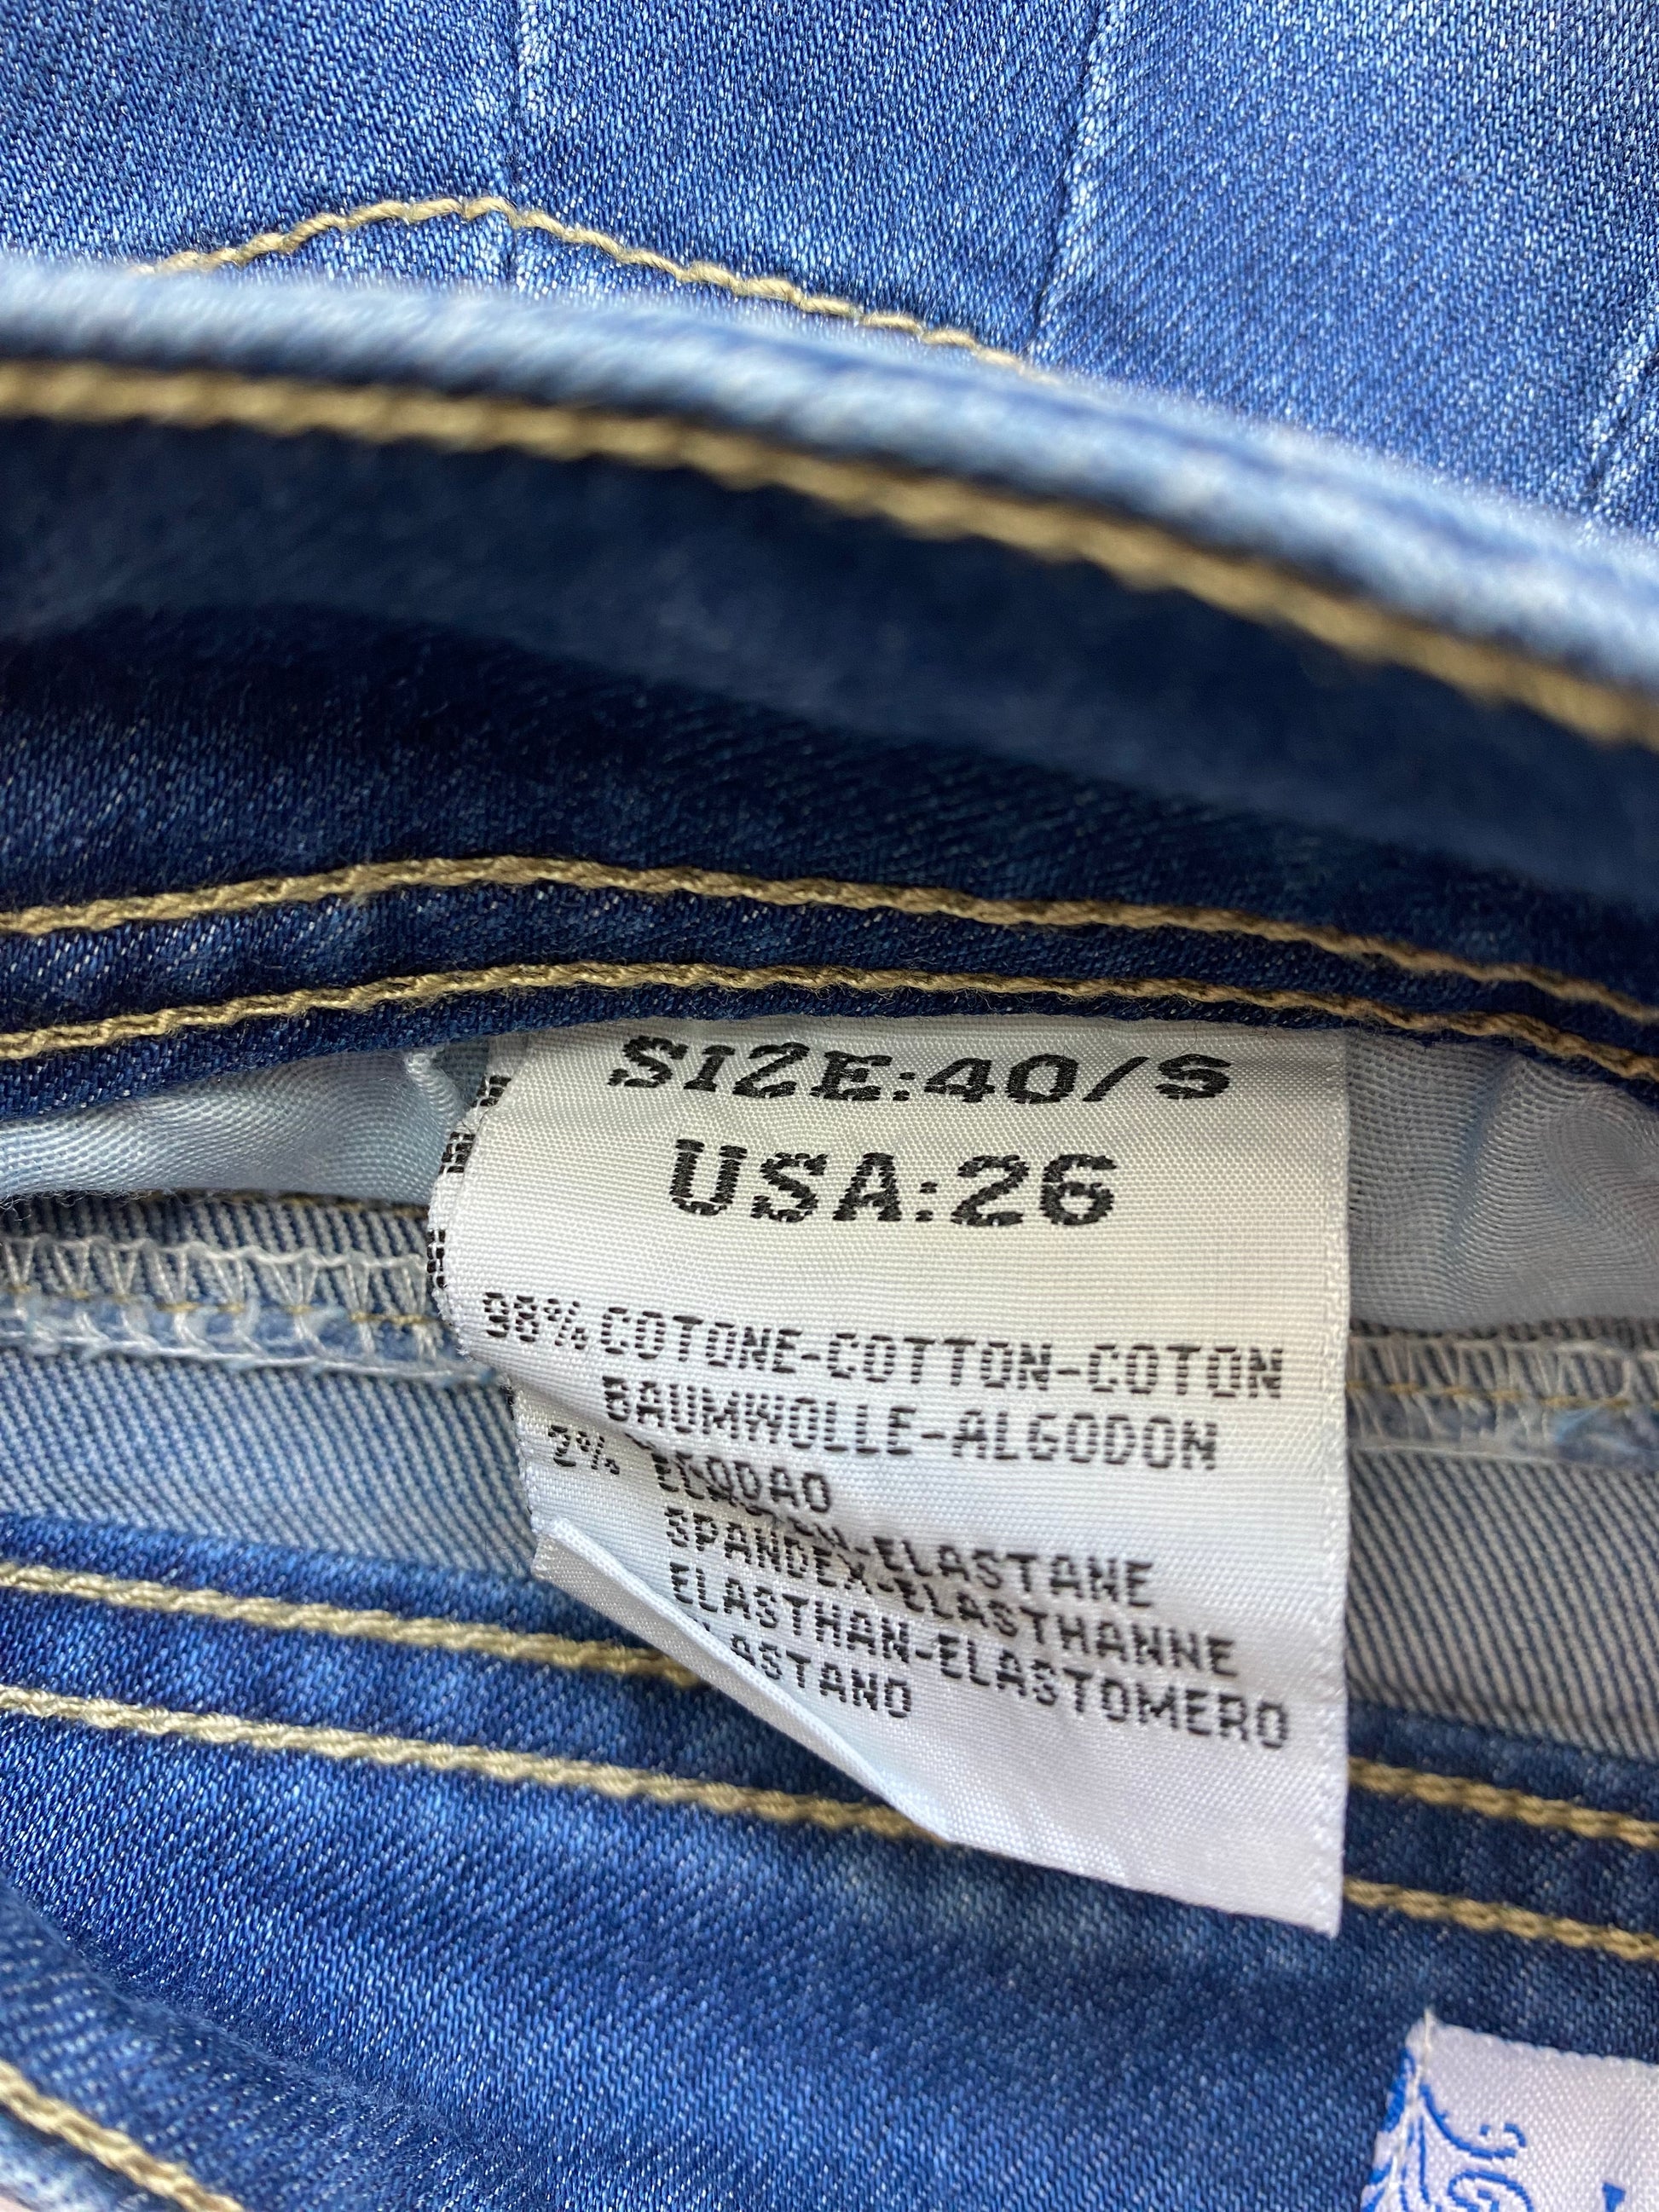 SIZE:40/S
USA:26
98% COTONE-COTTON-COTON
BAUMWOLLE-ALGODON
2%
-ELASTANE
SPANDEX-ELASTHANNE
ELASTHAN-ELASTOMERO